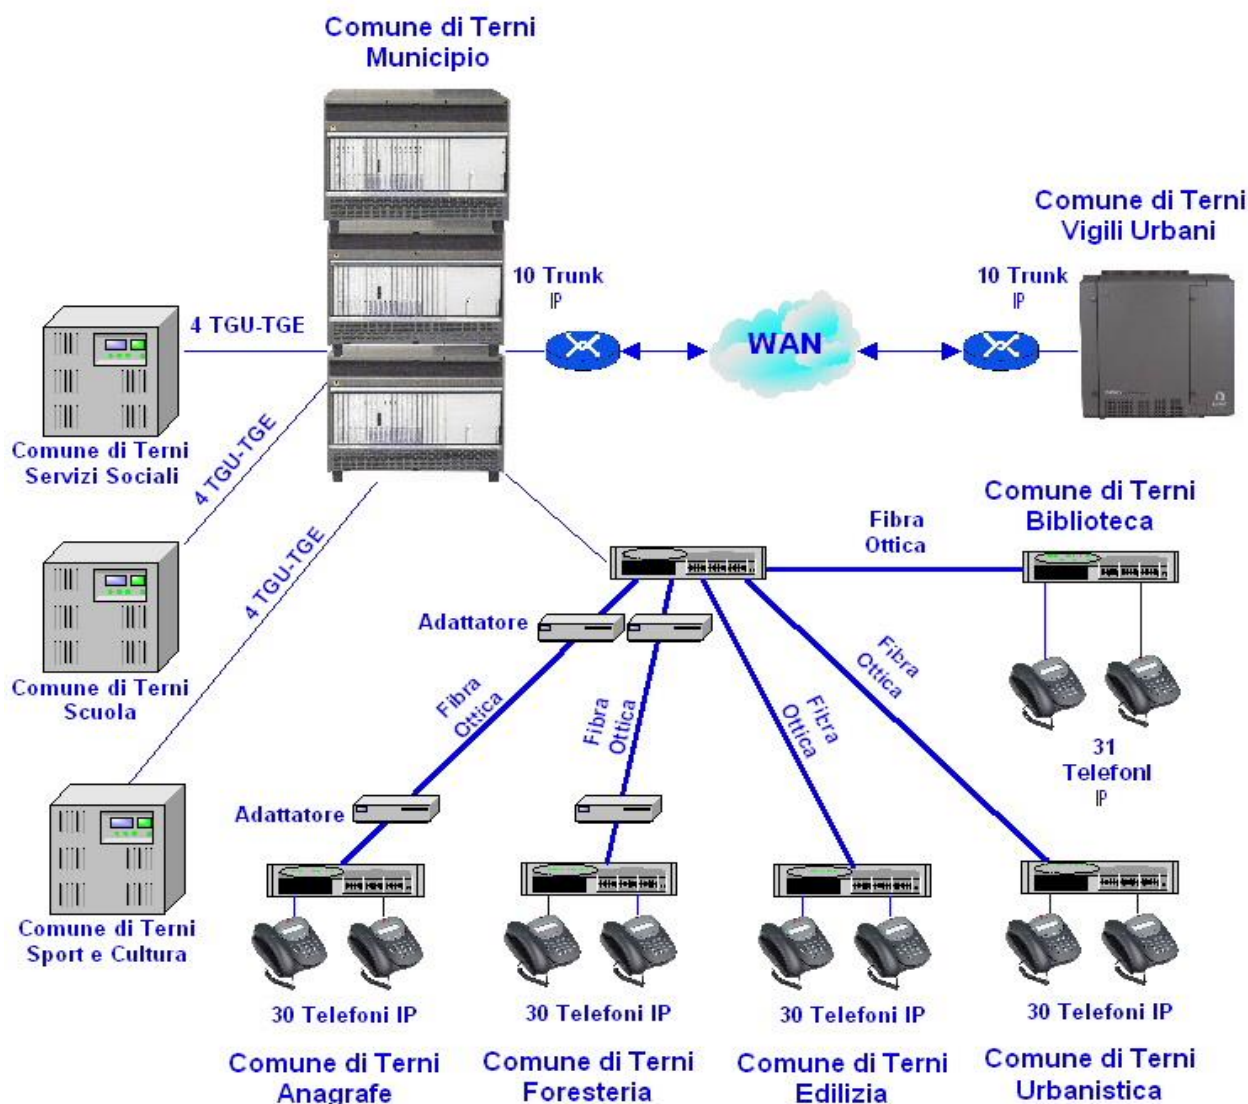 Comune di Terni
Municipio
Comune di Terni
Vigili Urbani
10 Trunk
IP
10 Trunk
IP
WAN
4 TGU-TGE
Comune di Terni
Servizi Sociali
4 TGU-TGE
4 TGU-TGE
Comune di Terni
Biblioteca
Fibra
Ottica
Adattatore
Comune di Terni
Scuola
Fibra
Ottica
Fibra
Ottica
Fibra
Ottica
Fibra
Ottica
31
Telefonl
IP
Adattatore
Comune di Terni
Sport e Cultura
30 Telefoni IP
30 Telefoni IP
30 Telefoni IP
30 Telefoni IP
Comune di Terni
Anagrafe
Comune di Terni
Foresteria
Comune di Terni
Edilizia
Comune di Terni
Urbanistica